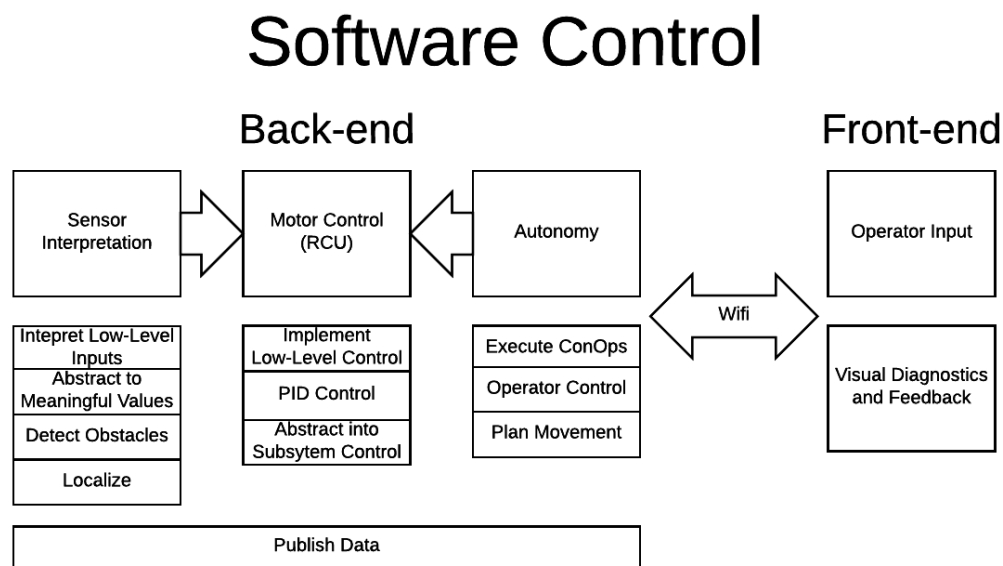 Software Control
Back-end
Front-end
Sensor
Interpretation
Motor Control
(RCU)
Autonomy
Operator Input
Wifi
Intepret Low-Level
Inputs
Abstract to
Meaningful Values
Detect Obstacles
Localize
Implement
Low-Level Control
PID Control
Abstract into
Subsytem Control
Execute ConOps
Operator Control
Plan Movement
Visual Diagnostics
and Feedback
Publish Data